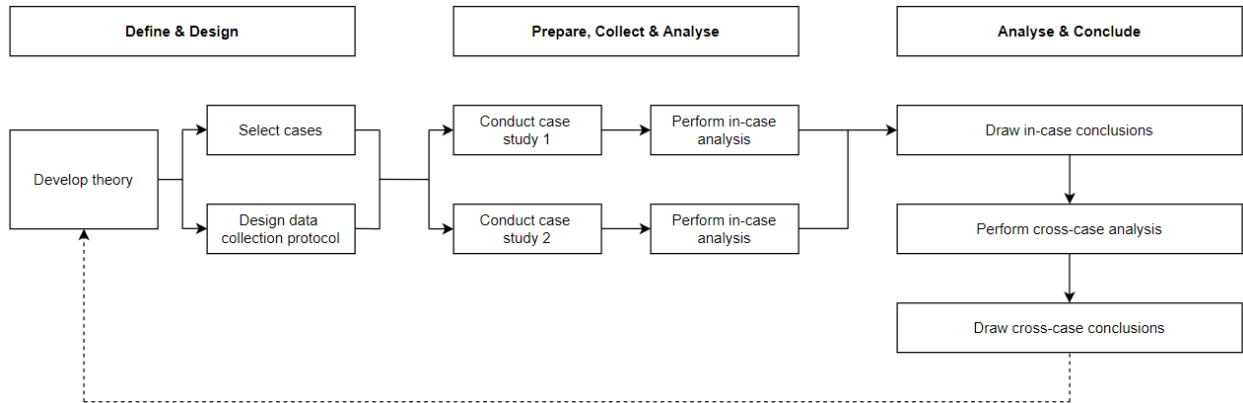 Define & Design
Prepare, Collect & Analyse
Analyse & Conclude
Develop theory
Select cases
Design data
collection protocol
Conduct case
study 1
Perform in-case
analysis
Conduct case
study 2
Perform in-case
analysis
Draw in-case conclusions
Perform cross-case analysis
Draw cross-case conclusions